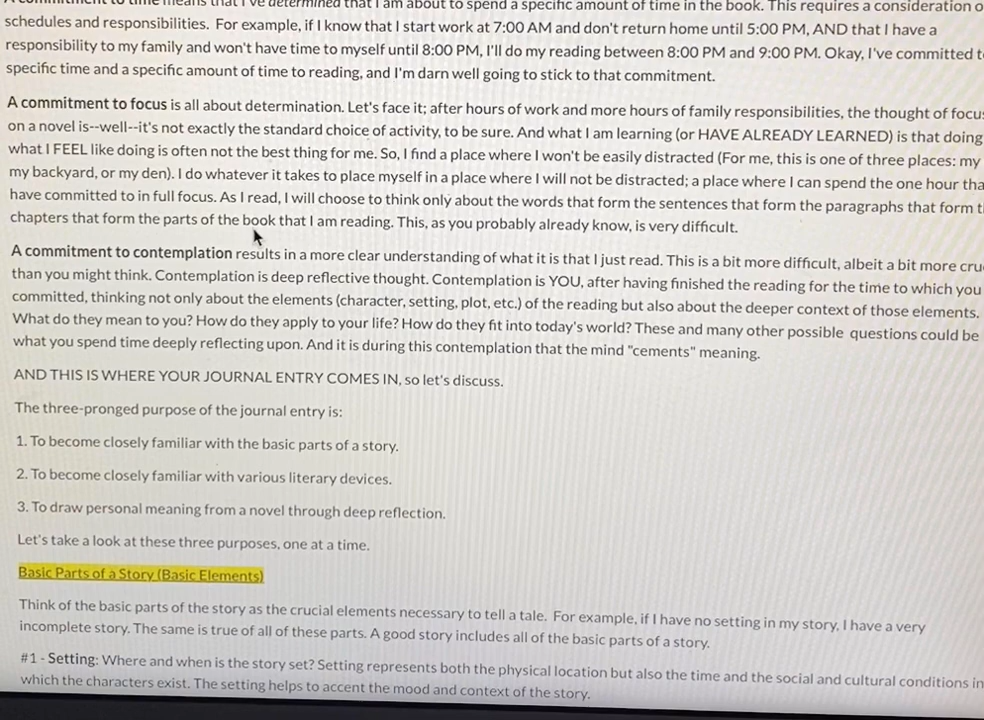 A commitment to time means that I've determined that I am about to spend a specific amount of time in the book. This requires a consideration o
schedules and responsibilities. For example, if I know that I start work at 7:00 AM and don't return home until 5:00 PM, AND that I have a
responsibility to my family and won't have time to myself until 8:00 PM, I'll do my reading between 8:00 PM and 9:00 PM. Okay, I've committed t
specific time and a specific amount of time to reading, and I'm darn well going to stick to that commitment.
A commitment to focus is all about determination. Let's face it; after hours of work and more hours of family responsibilities, the thought of focus
on a novel is--well--it's not exactly the standard choice of activity, to be sure. And what I am learning (or HAVE ALREADY LEARNED) is that doing
what I FEEL like doing is often not the best thing for me. So, I find a place where I won't be easily distracted (For me, this is one of three places: my
my backyard, or my den). I do whatever it takes to place myself in a place where I will not be distracted; a place where I can spend the one hour tha
have committed to in full focus. As I read, I will choose to think only about the words that form the sentences that form the paragraphs that form t
chapters that form the parts of the book that I am reading. This, as you probably already know, is very difficult.
A commitment to contemplation results in a more clear understanding of what it is that I just read. This is a bit more difficult, albeit a bit more cru
than you might think. Contemplation is deep reflective thought. Contemplation is YOU, after having finished the reading for the time to which you
committed, thinking not only about the elements (character, setting, plot, etc.) of the reading but also about the deeper context of those elements.
What do they mean to you? How do they apply to your life? How do they fit into today's world? These and many other possible questions could be
what you spend time deeply reflecting upon. And it is during this contemplation that the mind "cements" meaning.
AND THIS IS WHERE YOUR JOURNAL ENTRY COMES IN, so let's discuss.
The three-pronged purpose of the journal entry is:
1. To become closely familiar with the basic parts of a story.
2. To become closely familiar with various literary devices.
3. To draw personal meaning from a novel through deep reflection.
Let's take a look at these three purposes, one at a time.
Basic Parts of a Story (Basic Elements)
Think of the basic parts of the story as the crucial elements necessary to tell a tale. For example, if I have no setting in my story, I have a very
incomplete story. The same is true of all of these parts. A good story includes all of the basic parts of a story.
#1 - Setting: Where and when is the story set? Setting represents both the physical location but also the time and the social and cultural conditions in
which the characters exist. The setting helps to accent the mood and context of the story.